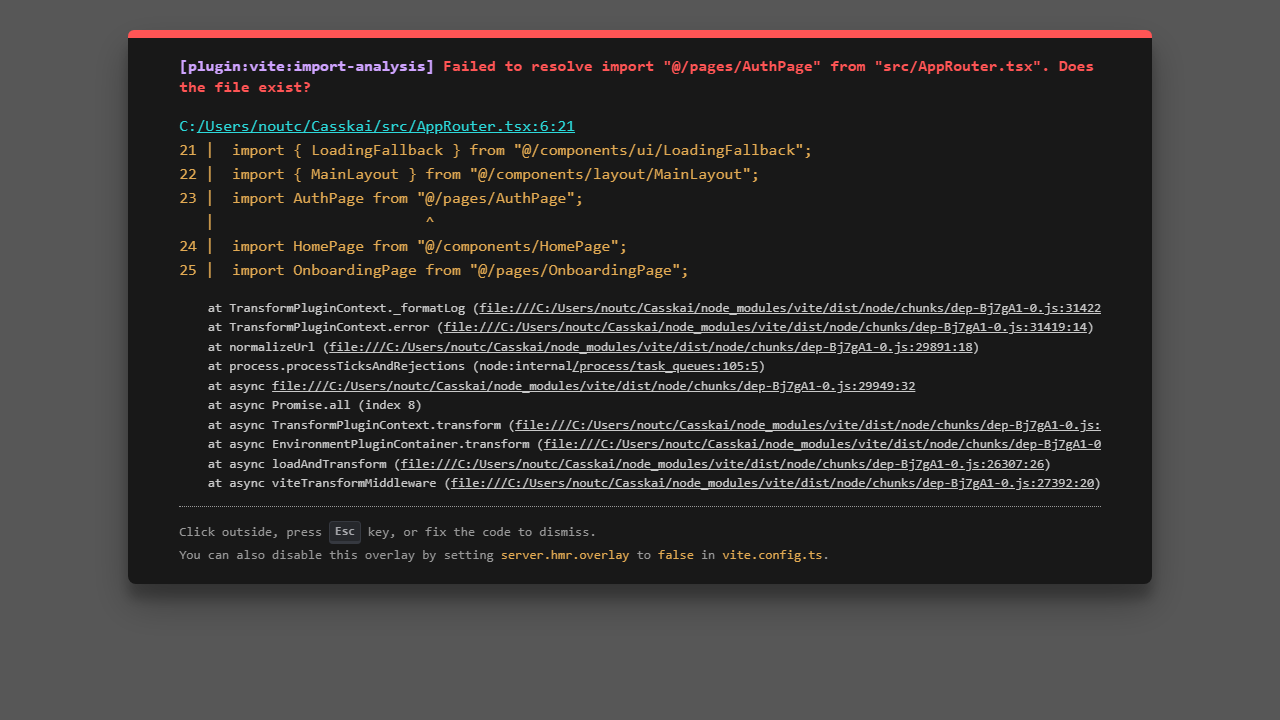 [plugin:vite:import-analysis] Failed to resolve import "@/pages/AuthPage" from "src/AppRouter.tsx". Does
the file exist?
C:/Users/noutc/Casskai/src/AppRouter.tsx:6:21
21 |  import { LoadingFallback } from "@/components/ui/LoadingFallback";
22 |  import { MainLayout } from "@/components/layout/MainLayout";
23 |  import AuthPage from "@/pages/AuthPage";
   |                         ^
24 |  import HomePage from "@/components/HomePage";
25 |  import OnboardingPage from "@/pages/OnboardingPage";
at TransformPluginContext._formatLog (file:///C:/Users/noutc/Casskai/node_modules/vite/dist/node/chunks/dep-Bj7gA1-0.js:31422
at TransformPluginContext.error (file:///C:/Users/noutc/Casskai/node_modules/vite/dist/node/chunks/dep-Bj7gA1-0.js:31419:14)
at normalizeUrl (file:///C:/Users/noutc/Casskai/node_modules/vite/dist/node/chunks/dep-Bj7gA1-0.js:29891:18)
at process.processTicksAndRejections (node:internal/process/task_queues:105:5)
at async file:///C:/Users/noutc/Casskai/node_modules/vite/dist/node/chunks/dep-Bj7gA1-0.js:29949:32
at async Promise.all (index 8)
at async TransformPluginContext.transform (file:///C:/Users/noutc/Casskai/node_modules/vite/dist/node/chunks/dep-Bj7gA1-0.js:
at async EnvironmentPluginContainer.transform (file:///C:/Users/noutc/Casskai/node_modules/vite/dist/node/chunks/dep-Bj7gA1-0
at async loadAndTransform (file:///C:/Users/noutc/Casskai/node_modules/vite/dist/node/chunks/dep-Bj7gA1-0.js:26307:26)
at async viteTransformMiddleware (file:///C:/Users/noutc/Casskai/node_modules/vite/dist/node/chunks/dep-Bj7gA1-0.js:27392:20)
Click outside, press Esc key, or fix the code to dismiss.
You can also disable this overlay by setting server.hmr.overlay to false in vite.config.ts.